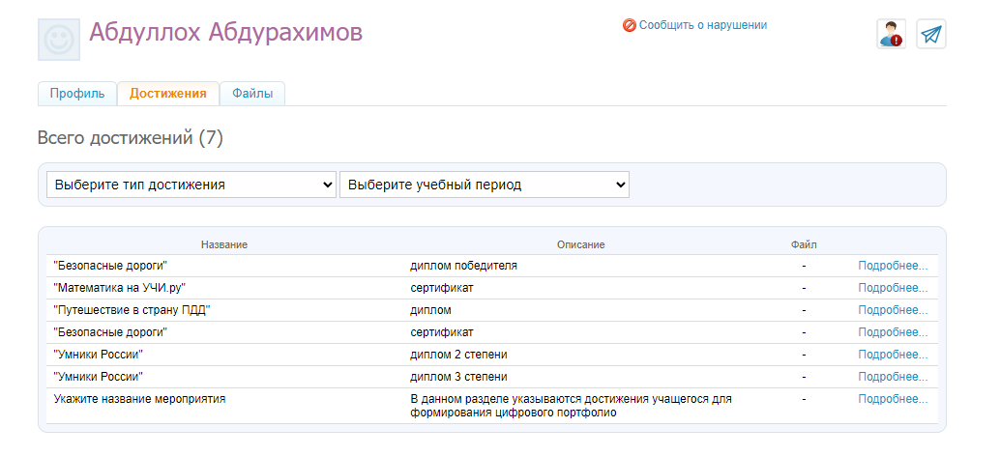 Абдуллох Абдурахимов
Сообщить о нарушении
Профиль Достижения Файлы
Всего достижений (7)
Выберите тип достижения Выберите учебный период
Название Описание Файл
"Безопасные дороги" диплом победителя - Подробнее...
"Математика на УЧИ.ру" сертификат - Подробнее...
"Путешествие в страну ПДД" диплом - Подробнее...
"Безопасные дороги" сертификат - Подробнее...
"Умники России" диплом 2 степени - Подробнее...
"Умники России" диплом 3 степени - Подробнее...
Укажите название мероприятия В данном разделе указываются достижения учащегося для - Подробнее...
формирования цифрового портфолио